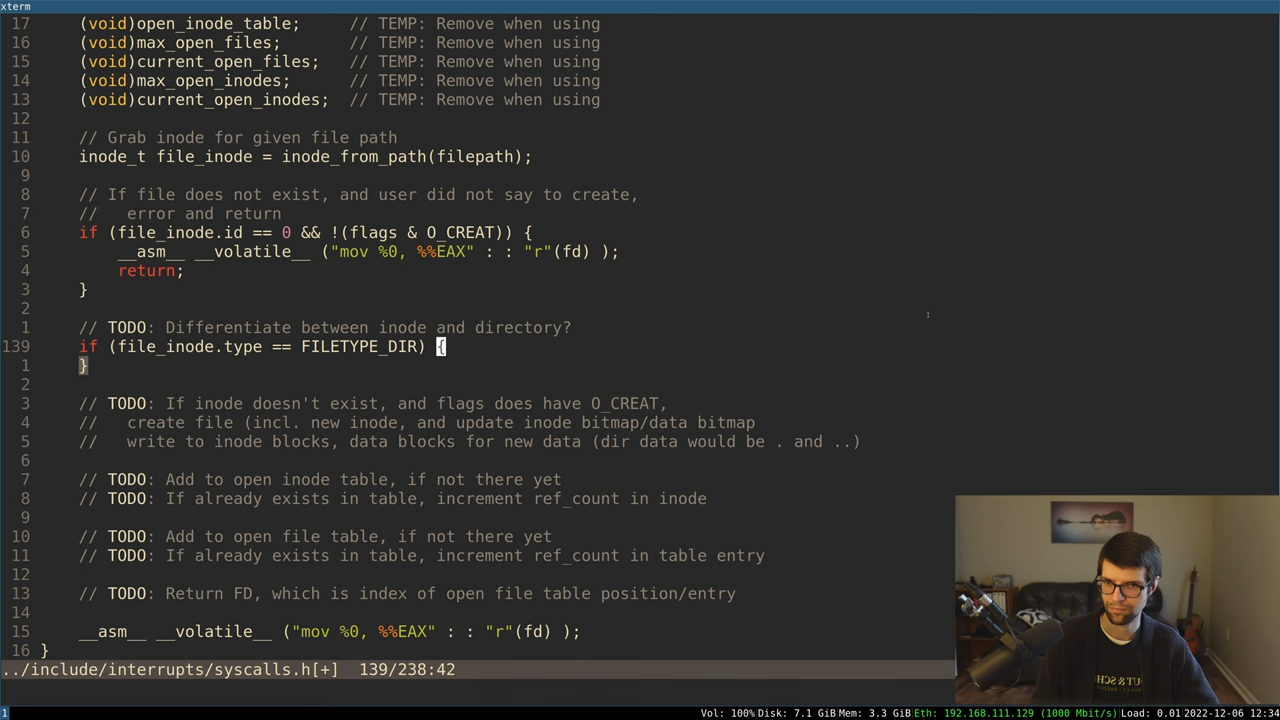 xterm
17 (void)open_inode_table; // TEMP: Remove when using
16 (void)max_open_files; // TEMP: Remove when using
15 (void)current_open_files; // TEMP: Remove when using
14 (void)max_open_inodes; // TEMP: Remove when using
13 (void)current_open_inodes; // TEMP: Remove when using
12
11 // Grab inode for given file path
10 inode_t file_inode = inode_from_path(filepath);
9
8 // If file does not exist, and user did not say to create,
7 // error and return
6 if (file_inode.id == 0 && !(flags & O_CREAT)) {
5 __asm__ __volatile__ ("mov %0, %%EAX" : : "r"(fd) );
4 return;
3 }
2
1 // TODO: Differentiate between inode and directory?
139 if (file_inode.type == FILETYPE_DIR) {
1 }
2
3 // TODO: If inode doesn't exist, and flags does have O_CREAT,
4 // create file (incl. new inode, and update inode bitmap/data bitmap
5 // write to inode blocks, data blocks for new data (dir data would be . and ..)
6
7 // TODO: Add to open inode table, if not there yet
8 // TODO: If already exists in table, increment ref_count in inode
9
10 // TODO: Add to open file table, if not there yet
11 // TODO: If already exists in table, increment ref_count in table entry
12
13 // TODO: Return FD, which is index of open file table position/entry
14
15 __asm__ __volatile__ ("mov %0, %%EAX" : : "r"(fd) );
16 }
../include/interrupts/syscalls.h[+] 139/238:42
1 Vol: 100% Disk: 7.1 GiB Mem: 3.3 GiB Eth: 192.168.111.129 (1000 Mbit/s) Load: 0.01 2022-12-06 12:34